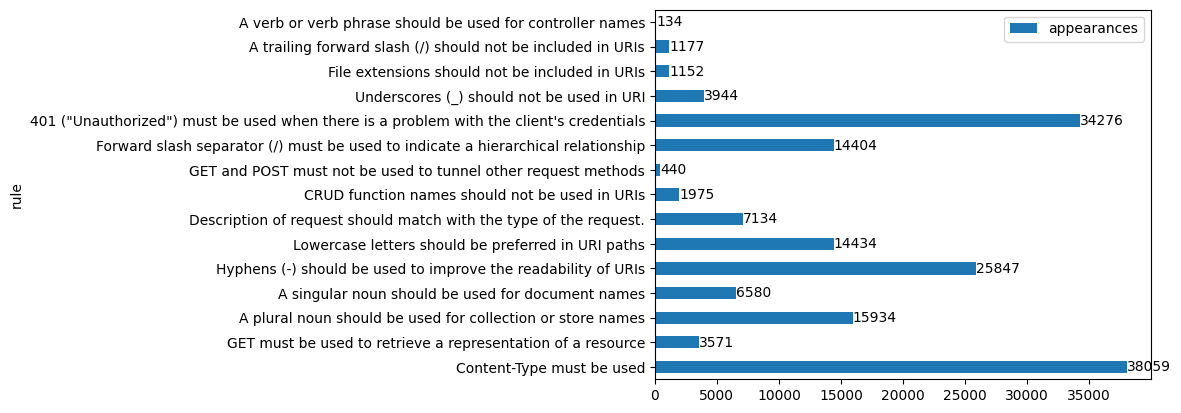 appearances
rule
A verb or verb phrase should be used for controller names 134
A trailing forward slash (/) should not be included in URIs 1177
File extensions should not be included in URIs 1152
Underscores (_) should not be used in URI 3944
401 ("Unauthorized") must be used when there is a problem with the client's credentials 34276
Forward slash separator (/) must be used to indicate a hierarchical relationship 14404
GET and POST must not be used to tunnel other request methods 440
CRUD function names should not be used in URIs 1975
Description of request should match with the type of the request. 7134
Lowercase letters should be preferred in URI paths 14434
Hyphens (-) should be used to improve the readability of URIs 25847
A singular noun should be used for document names 6580
A plural noun should be used for collection or store names 15934
GET must be used to retrieve a representation of a resource 3571
Content-Type must be used 38059
0 5000 10000 15000 20000 25000 30000 35000